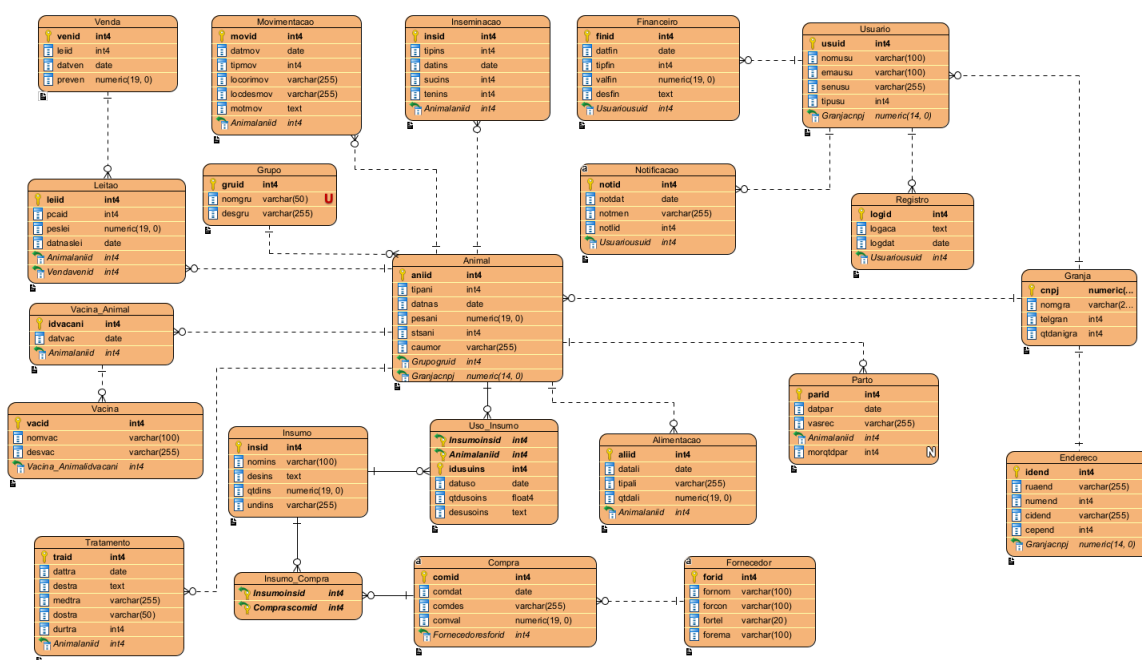 Venda
venid int4
leiid int4
datven date
preven numeric(19, 0)
Movimentacao
movid int4
datmov date
tipmov int4
locorimov varchar(255)
locdesmov varchar(255)
motmov text
Animalaniid int4
Inseminacao
insid int4
tipins int4
datins date
sucins int4
tenins int4
Animalaniid int4
Financeiro
finid int4
datfin date
tipfin int4
valfin numeric(19, 0)
desfin text
Usuariousuid int4
Usuario
usuid int4
nomusu varchar(100)
emausu varchar(100)
senusu varchar(255)
tipusu int4
Granjacnpj numeric(14, 0)
Leitao
leiid int4
pcaid int4
peslei numeric(19, 0)
datnaslei date
Animalaniid int4
Vendavenid int4
Grupo
gruid int4
nomgru varchar(50) U
desgru varchar(255)
a
Notificacao
notid int4
notdat date
notmen varchar(255)
notlid int4
Usuariousuid int4
Registro
logid int4
logaca text
logdat date
Usuariousuid int4
Animal
aniid int4
tipani int4
datnas date
pesani numeric(19, 0)
stsani int4
caumor varchar(255)
Grupogruid int4
Granjacnpj numeric(14, 0)
Granja
cnpj numeric(...
nomgra varchar(2...
telgran int4
qtdanigra int4
Vacina_Animal
idvacani int4
datvac date
Animalaniid int4
Vacina
vacid int4
nomvac varchar(100)
desvac varchar(255)
Vacina_Animalidvacani int4
Insumo
insid int4
nomins varchar(100)
desins text
qtdins numeric(19, 0)
undins varchar(255)
Uso_Insumo
Insumoinsid int4
Animalaniid int4
idusuins int4
datuso date
qtdusoins float4
desusoins text
Alimentacao
aliid int4
datali date
tipali varchar(255)
qtdali numeric(19, 0)
Animalaniid int4
Parto
parid int4
datpar date
vasrec varchar(255)
Animalaniid int4
morqtdpar int4 N
Endereco
idend int4
ruaend varchar(255)
numend int4
cidend varchar(255)
cepend int4
Granjacnpj numeric(14, 0)
Tratamento
traid int4
dattra date
destra text
medtra varchar(255)
dostra varchar(50)
durtra int4
Animalaniid int4
Insumo_Compra
Insumoinsid int4
Comprascomid int4
a
Compra
comid int4
comdat date
comdes varchar(255)
comval numeric(19, 0)
Fornecedoresforid int4
a
Fornecedor
forid int4
fornom varchar(100)
forcon varchar(100)
fortel varchar(20)
forema varchar(100)